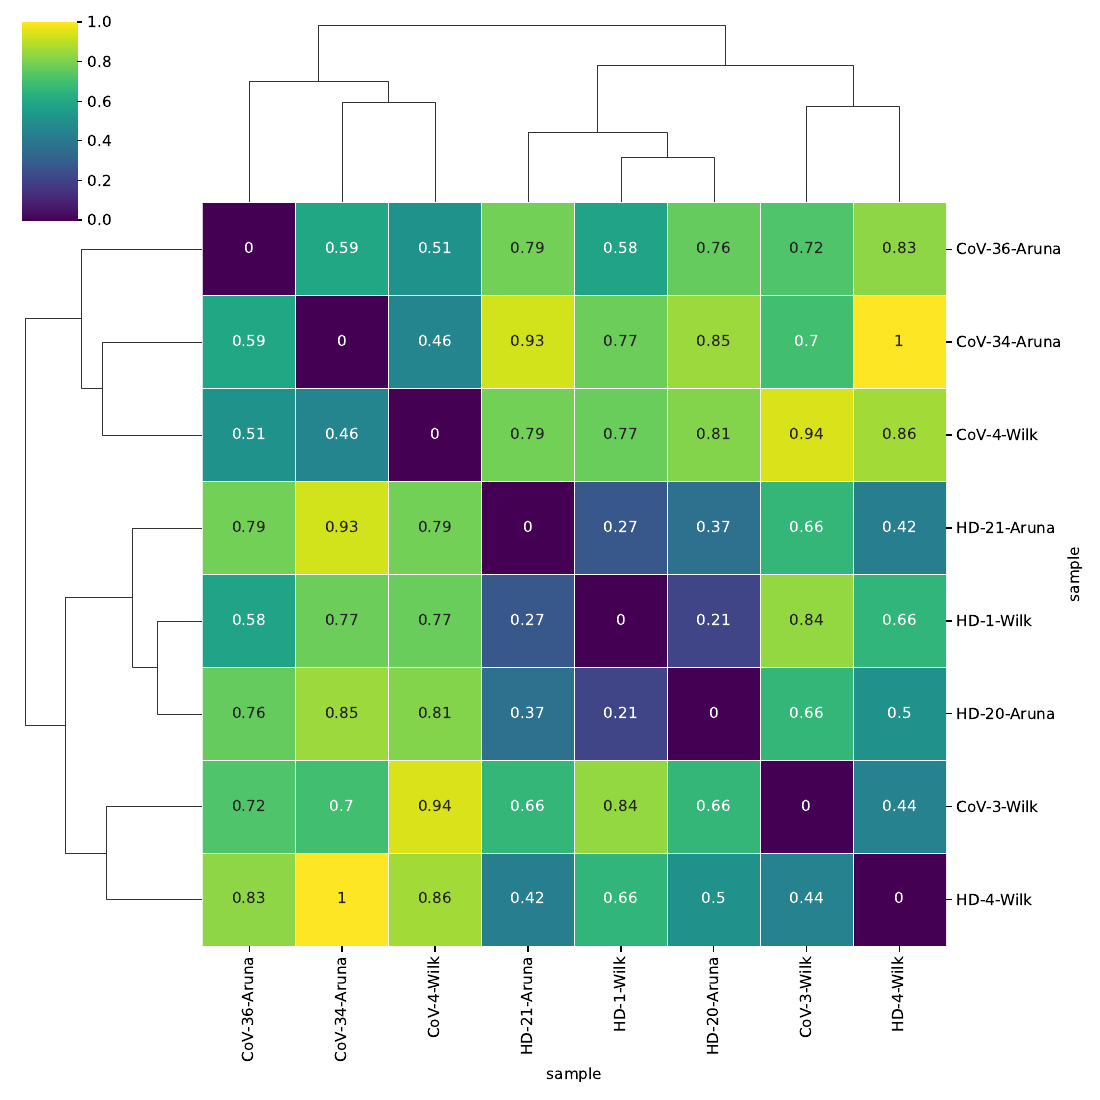 1.0
0.8
0.6
0.4
0.2
0.0
0 0.59 0.51 0.79 0.58 0.76 0.72 0.83 CoV-36-Aruna
0.59 0 0.46 0.93 0.77 0.85 0.7 1 CoV-34-Aruna
0.51 0.46 0 0.79 0.77 0.81 0.94 0.86 CoV-4-Wilk
0.79 0.93 0.79 0 0.27 0.37 0.66 0.42 HD-21-Aruna
sample
0.58 0.77 0.77 0.27 0 0.21 0.84 0.66 HD-1-Wilk
0.76 0.85 0.81 0.37 0.21 0 0.66 0.5 HD-20-Aruna
0.72 0.7 0.94 0.66 0.84 0.66 0 0.44 CoV-3-Wilk
0.83 1 0.86 0.42 0.66 0.5 0.44 0 HD-4-Wilk
CoV-36-Aruna
CoV-34-Aruna
CoV-4-Wilk
HD-21-Aruna
HD-1-Wilk
HD-20-Aruna
CoV-3-Wilk
HD-4-Wilk
sample